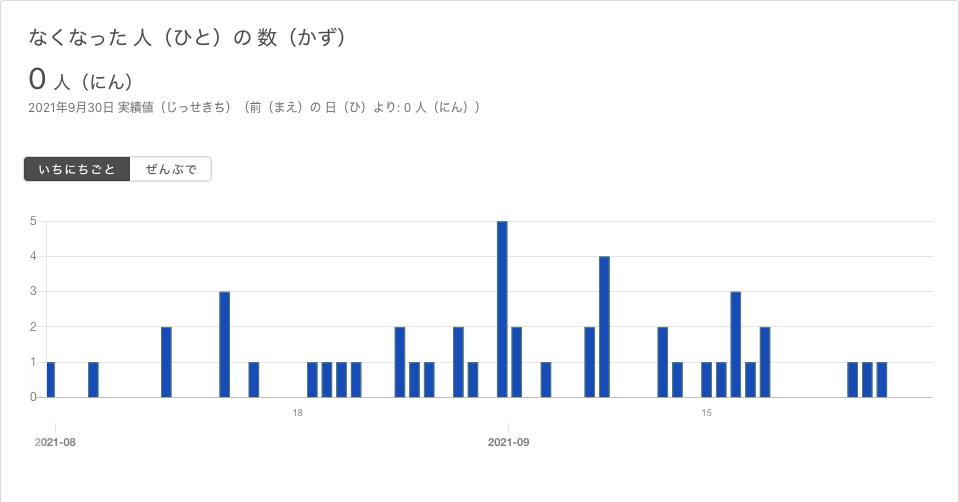 なくなった 人（ひと）の 数（かず）
0 人（にん）
2021年9月30日 実績値（じっせきち）（前（まえ）の 日（ひ）より: 0 人（にん））
いちにちごと ぜんぶで
5
4
3
2
1
0
18 15
2021-08 2021-09